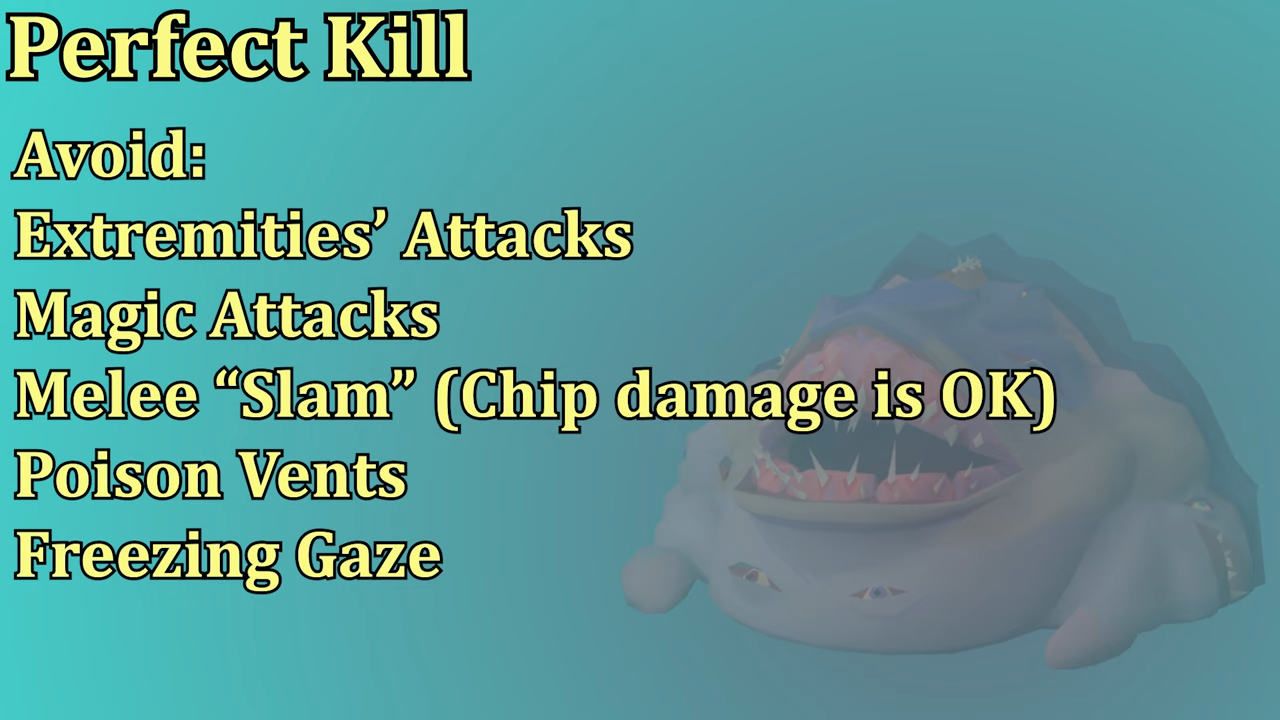 Perfect Kill
Avoid:
Extremities’ Attacks
Magic Attacks
Melee “Slam” (Chip damage is OK)
Poison Vents
Freezing Gaze